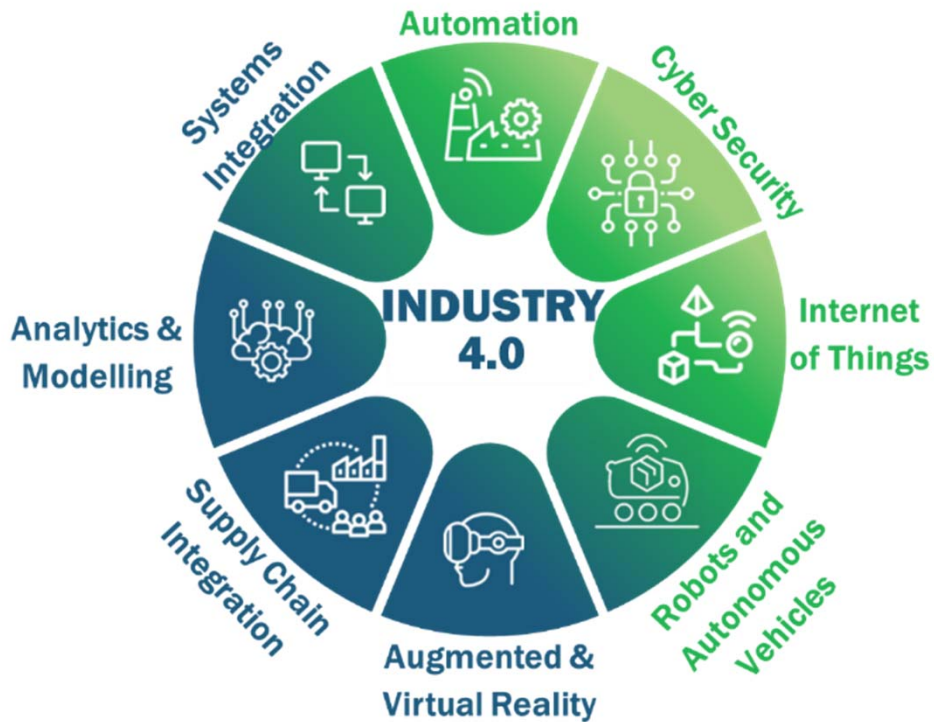 Automation
Cyber Security
Internet
of Things
Robots and
Autonomous
Vehicles
Augmented &
Virtual Reality
Supply Chain
Integration
Analytics &
Modelling
Systems
Integration
INDUSTRY
4.0